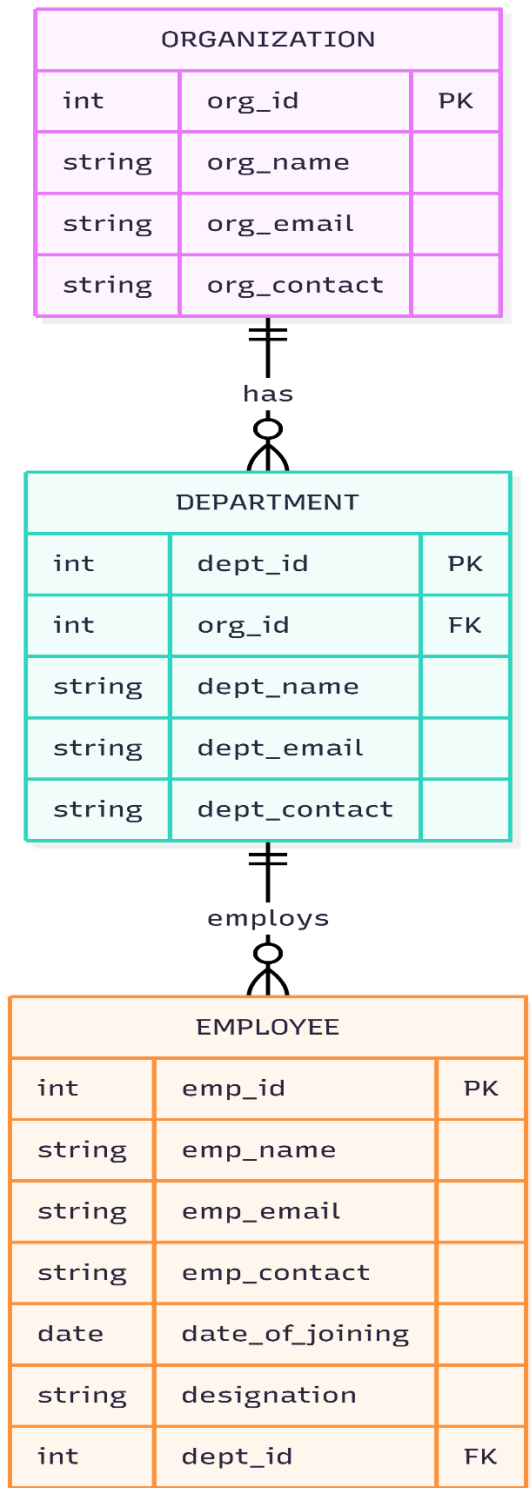 ORGANIZATION
int org_id PK
string org_name
string org_email
string org_contact
has
DEPARTMENT
int dept_id PK
int org_id FK
string dept_name
string dept_email
string dept_contact
employs
EMPLOYEE
int emp_id PK
string emp_name
string emp_email
string emp_contact
date date_of_joining
string designation
int dept_id FK